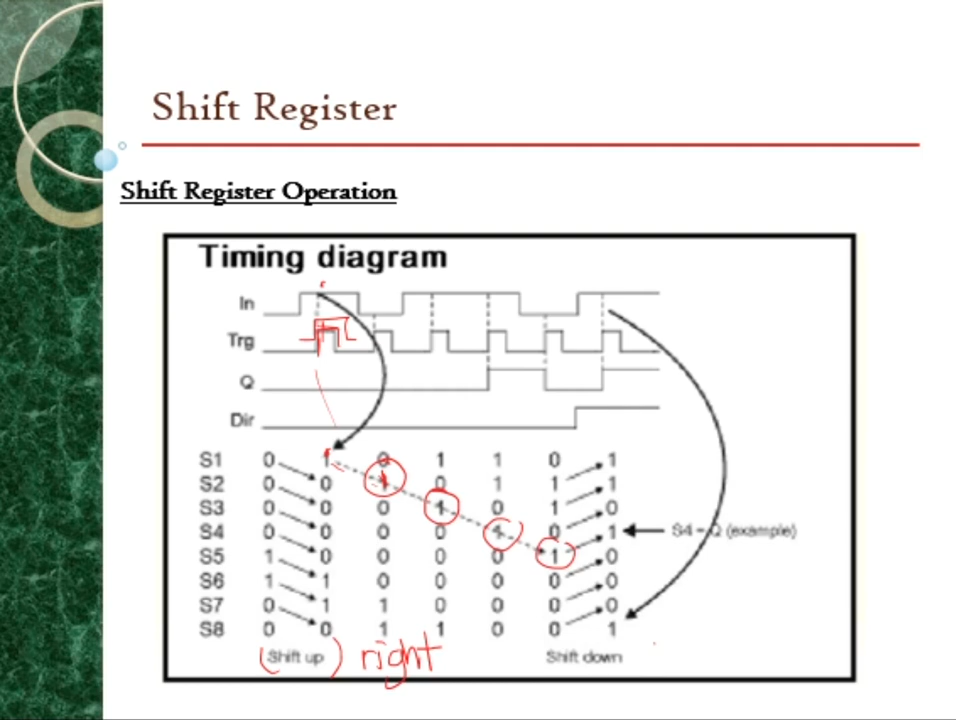 Shift Register
Shift Register Operation
Timing diagram
In
Trg
Q
Dir
S1 0 1 0 1 1 0 1
S2 0 0 1 0 1 1 1
S3 0 0 0 1 0 1 0
S4 0 0 0 0 1 0 1 S4 = Q (example)
S5 1 0 0 0 0 1 0
S6 1 1 0 0 0 0 0
S7 0 1 1 0 0 0 0
S8 0 0 1 1 0 0 1
(Shift up) right Shift down